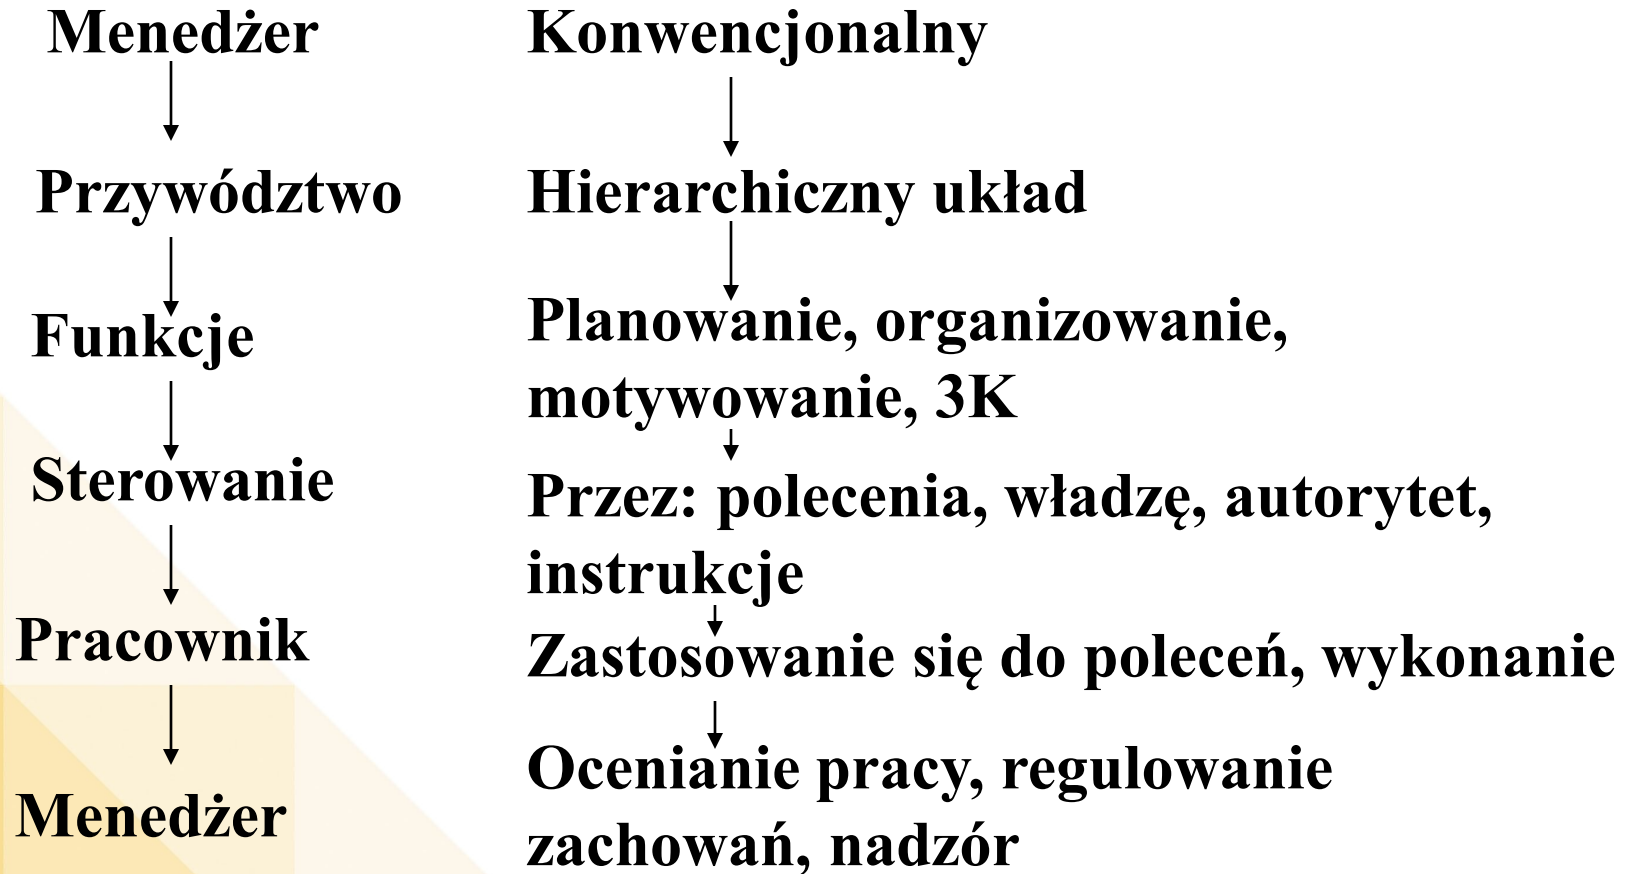 Menedżer Konwencjonalny
Przywództwo Hierarchiczny układ
Funkcje Planowanie, organizowanie,
motywowanie, 3K
Sterowanie Przez: polecenia, władzę, autorytet,
instrukcje
Pracownik Zastosowanie się do poleceń, wykonanie
Menedżer Ocenianie pracy, regulowanie
zachowań, nadzór